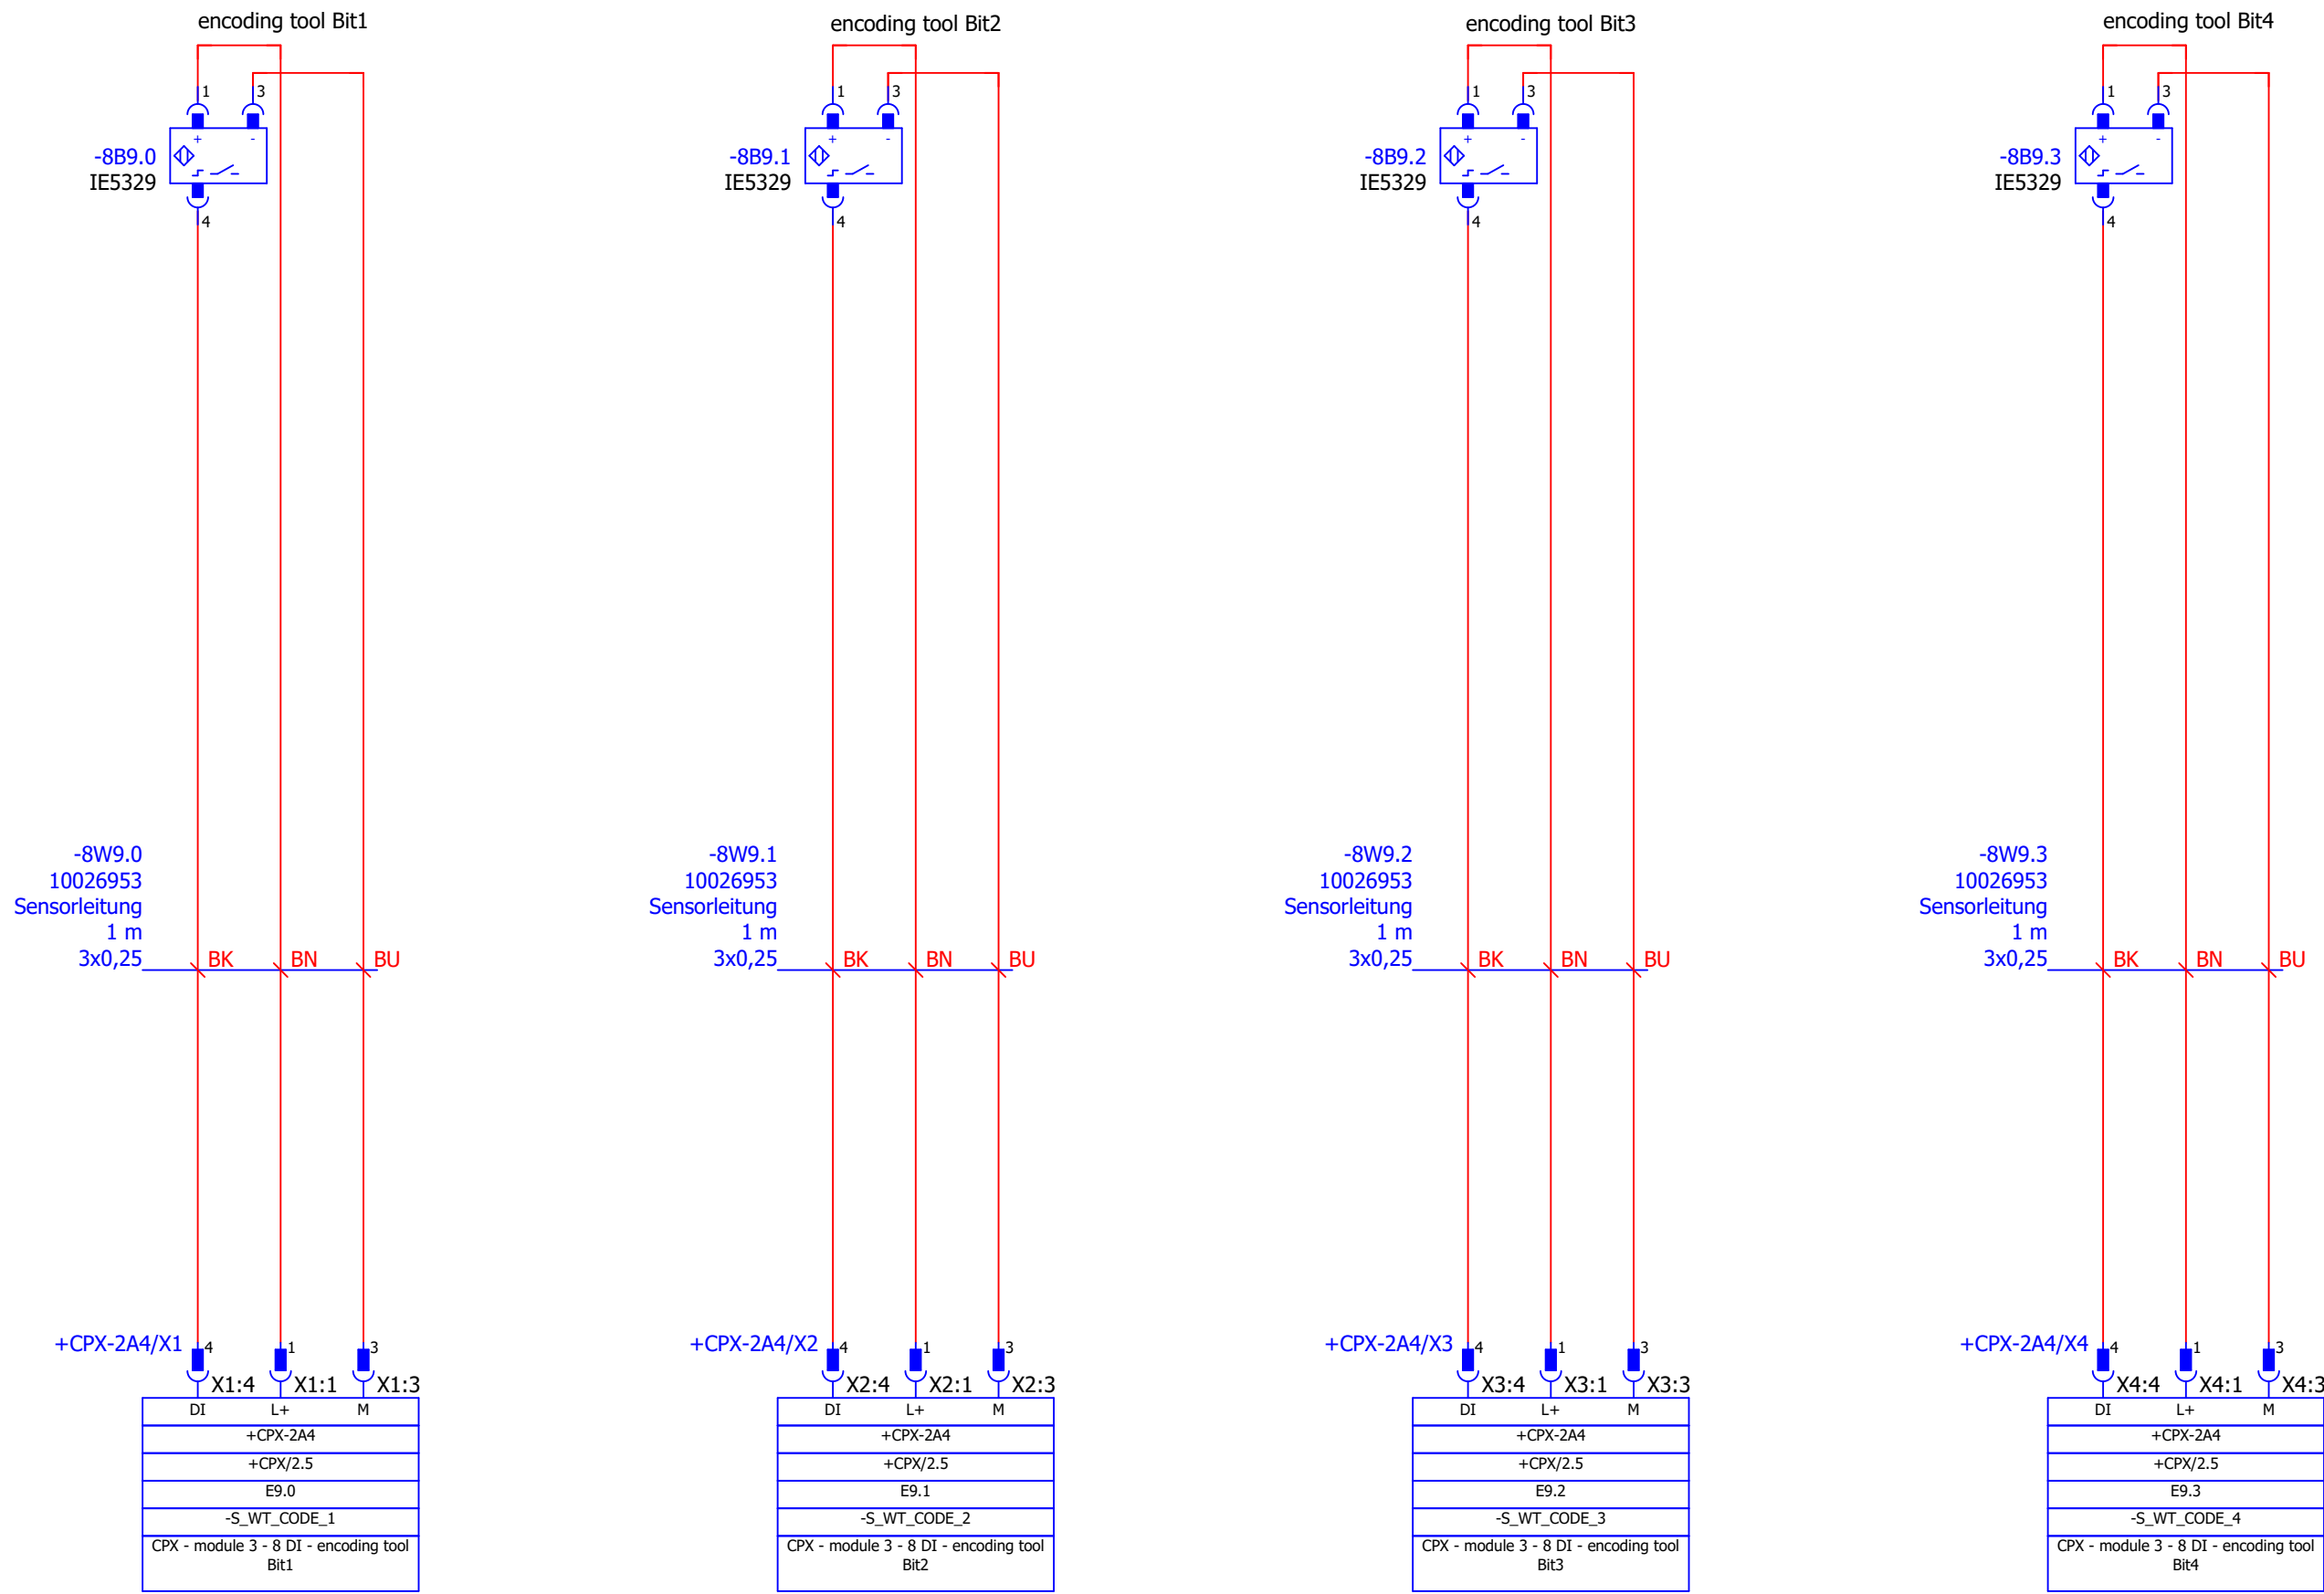 encoding tool Bit1
1
3
+
-
-8B9.0
IE5329
4
-8W9.0
10026953
Sensorleitung
1 m
3x0,25
BK
BN
BU
+CPX-2A4/X1
4
1
3
X1:4
X1:1
X1:3
DI
L+
M
+CPX-2A4
+CPX/2.5
E9.0
-S_WT_CODE_1
CPX - module 3 - 8 DI - encoding tool
Bit1
encoding tool Bit2
1
3
+
-
-8B9.1
IE5329
4
-8W9.1
10026953
Sensorleitung
1 m
3x0,25
BK
BN
BU
+CPX-2A4/X2
4
1
3
X2:4
X2:1
X2:3
DI
L+
M
+CPX-2A4
+CPX/2.5
E9.1
-S_WT_CODE_2
CPX - module 3 - 8 DI - encoding tool
Bit2
encoding tool Bit3
1
3
+
-
-8B9.2
IE5329
4
-8W9.2
10026953
Sensorleitung
1 m
3x0,25
BK
BN
BU
+CPX-2A4/X3
4
1
3
X3:4
X3:1
X3:3
DI
L+
M
+CPX-2A4
+CPX/2.5
E9.2
-S_WT_CODE_3
CPX - module 3 - 8 DI - encoding tool
Bit3
encoding tool Bit4
1
3
+
-
-8B9.3
IE5329
4
-8W9.3
10026953
Sensorleitung
1 m
3x0,25
BK
BN
BU
+CPX-2A4/X4
4
1
3
X4:4
X4:1
X4:3
DI
L+
M
+CPX-2A4
+CPX/2.5
E9.3
-S_WT_CODE_4
CPX - module 3 - 8 DI - encoding tool
Bit4